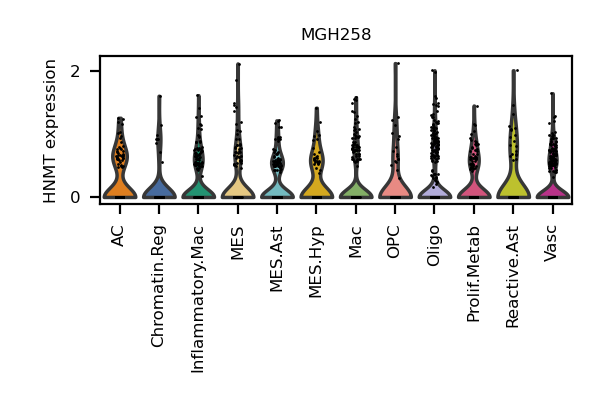 MGH258
HNMT expression
2
0
AC
Chromatin.Reg
Inflammatory.Mac
MES
MES.Ast
MES.Hyp
Mac
OPC
Oligo
Prolif.Metab
Reactive.Ast
Vasc